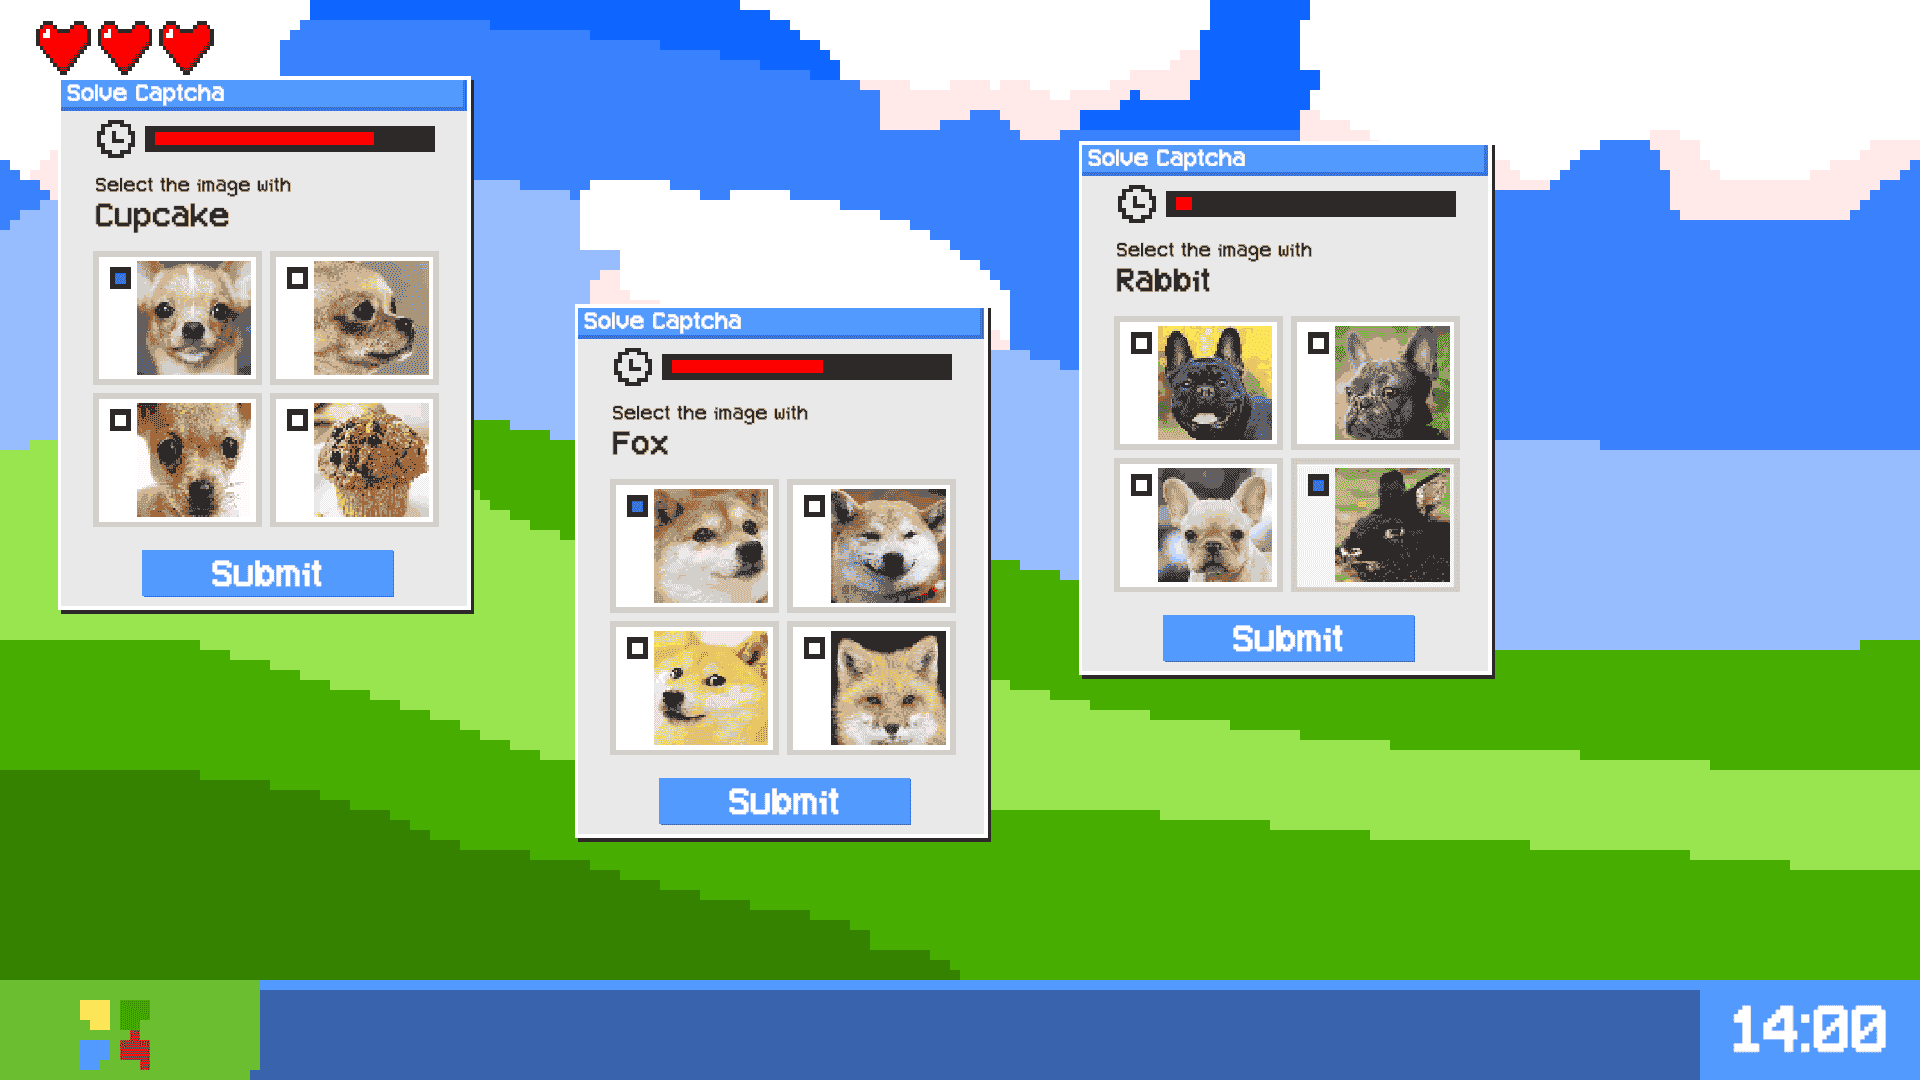 Solve Captcha
Select the image with
Cupcake
Submit
Solve Captcha
Select the image with
Fox
Submit
Solve Captcha
Select the image with
Rabbit
Submit
14:00